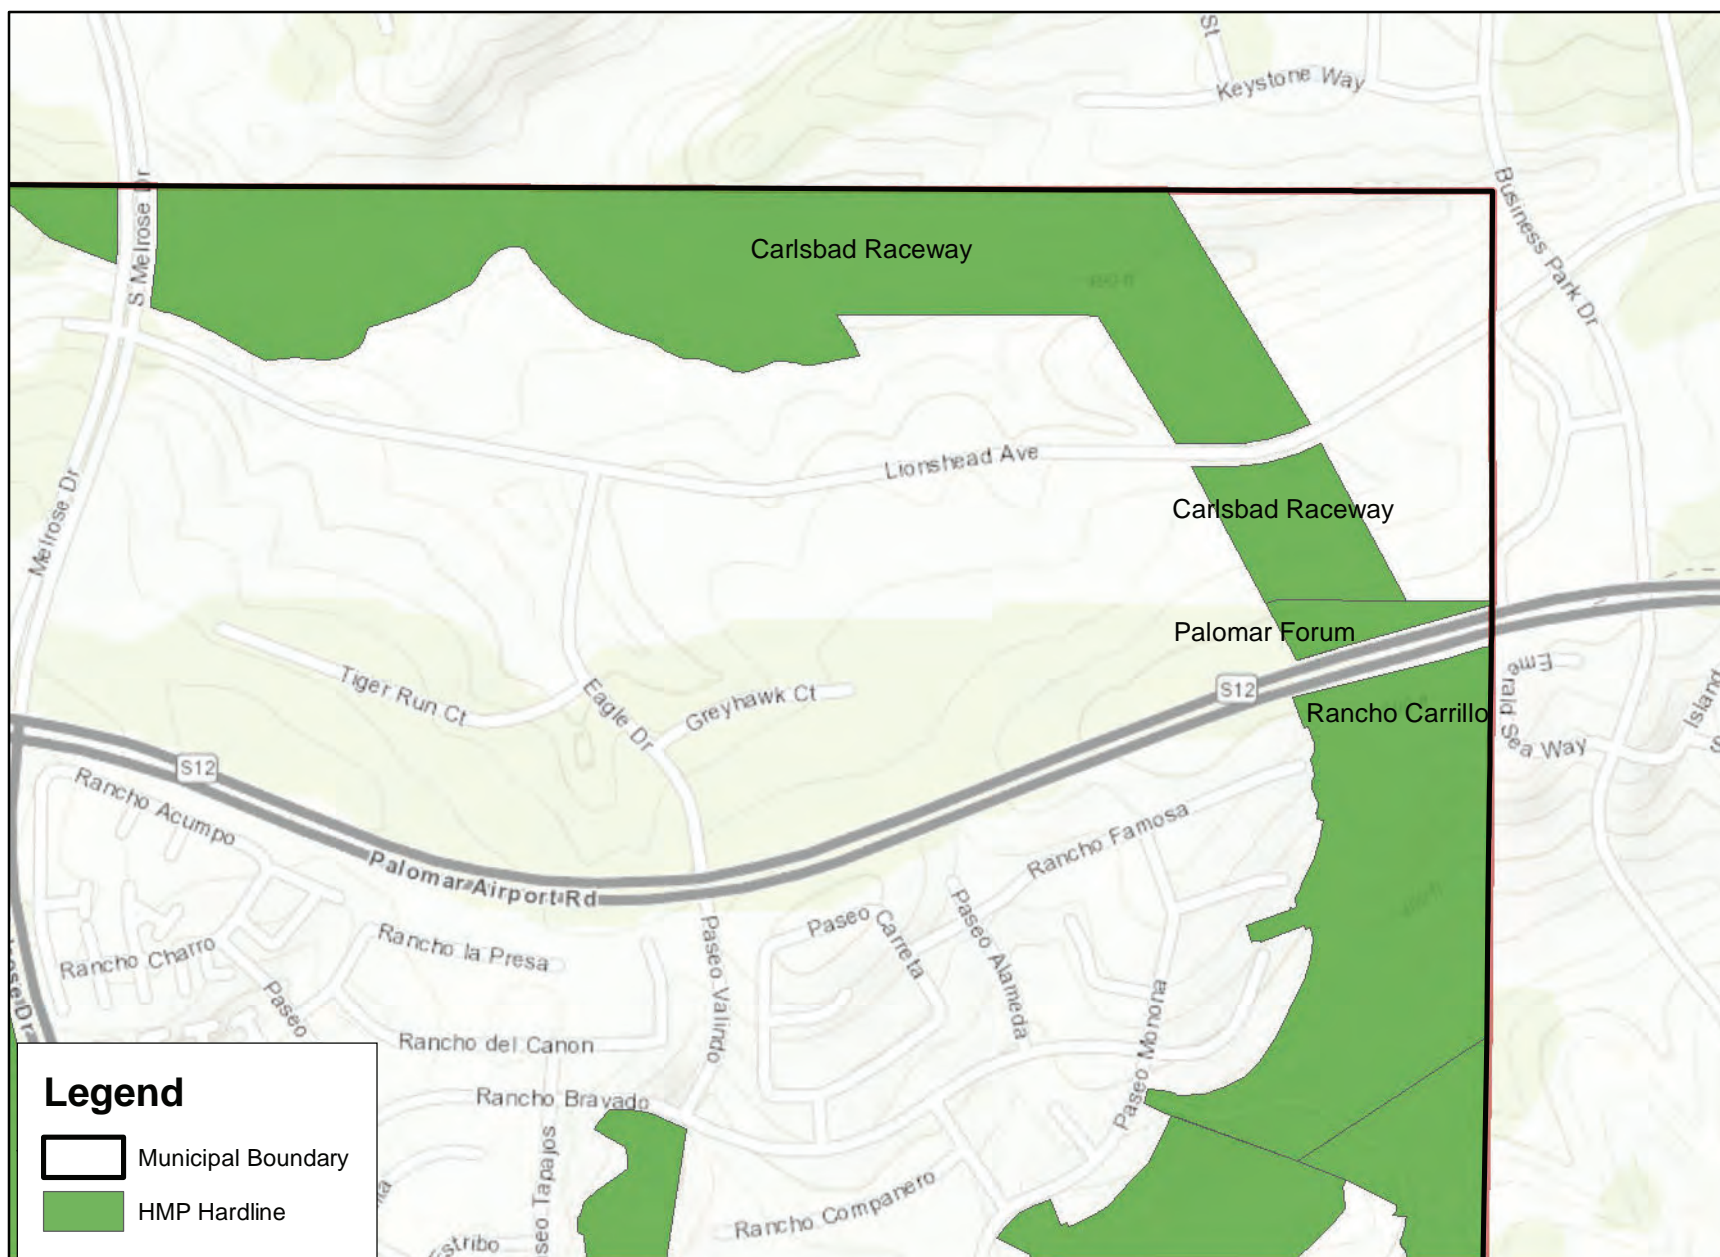 St
Keystone Way
S Melrose Dr
Carlsbad Raceway
Business Park Dr
Lionshead Ave
Melrose Dr
Carlsbad Raceway
Palomar Forum
S12
Rancho Carrillo
Emerald Sea Way
Island
Tiger Run Ct
Eagle Dr
Greyhawk Ct
S12
Rancho Acumpo
Palomar Airport Rd
Rancho Famosa
Rancho Charro
Rancho la Presa
Paseo
Paseo Valindo
Paseo Carreta
Paseo Alameda
Paseo Monona
Rancho del Canon
Rancho Bravado
Rancho Companero
Legend
Municipal Boundary
HMP Hardline